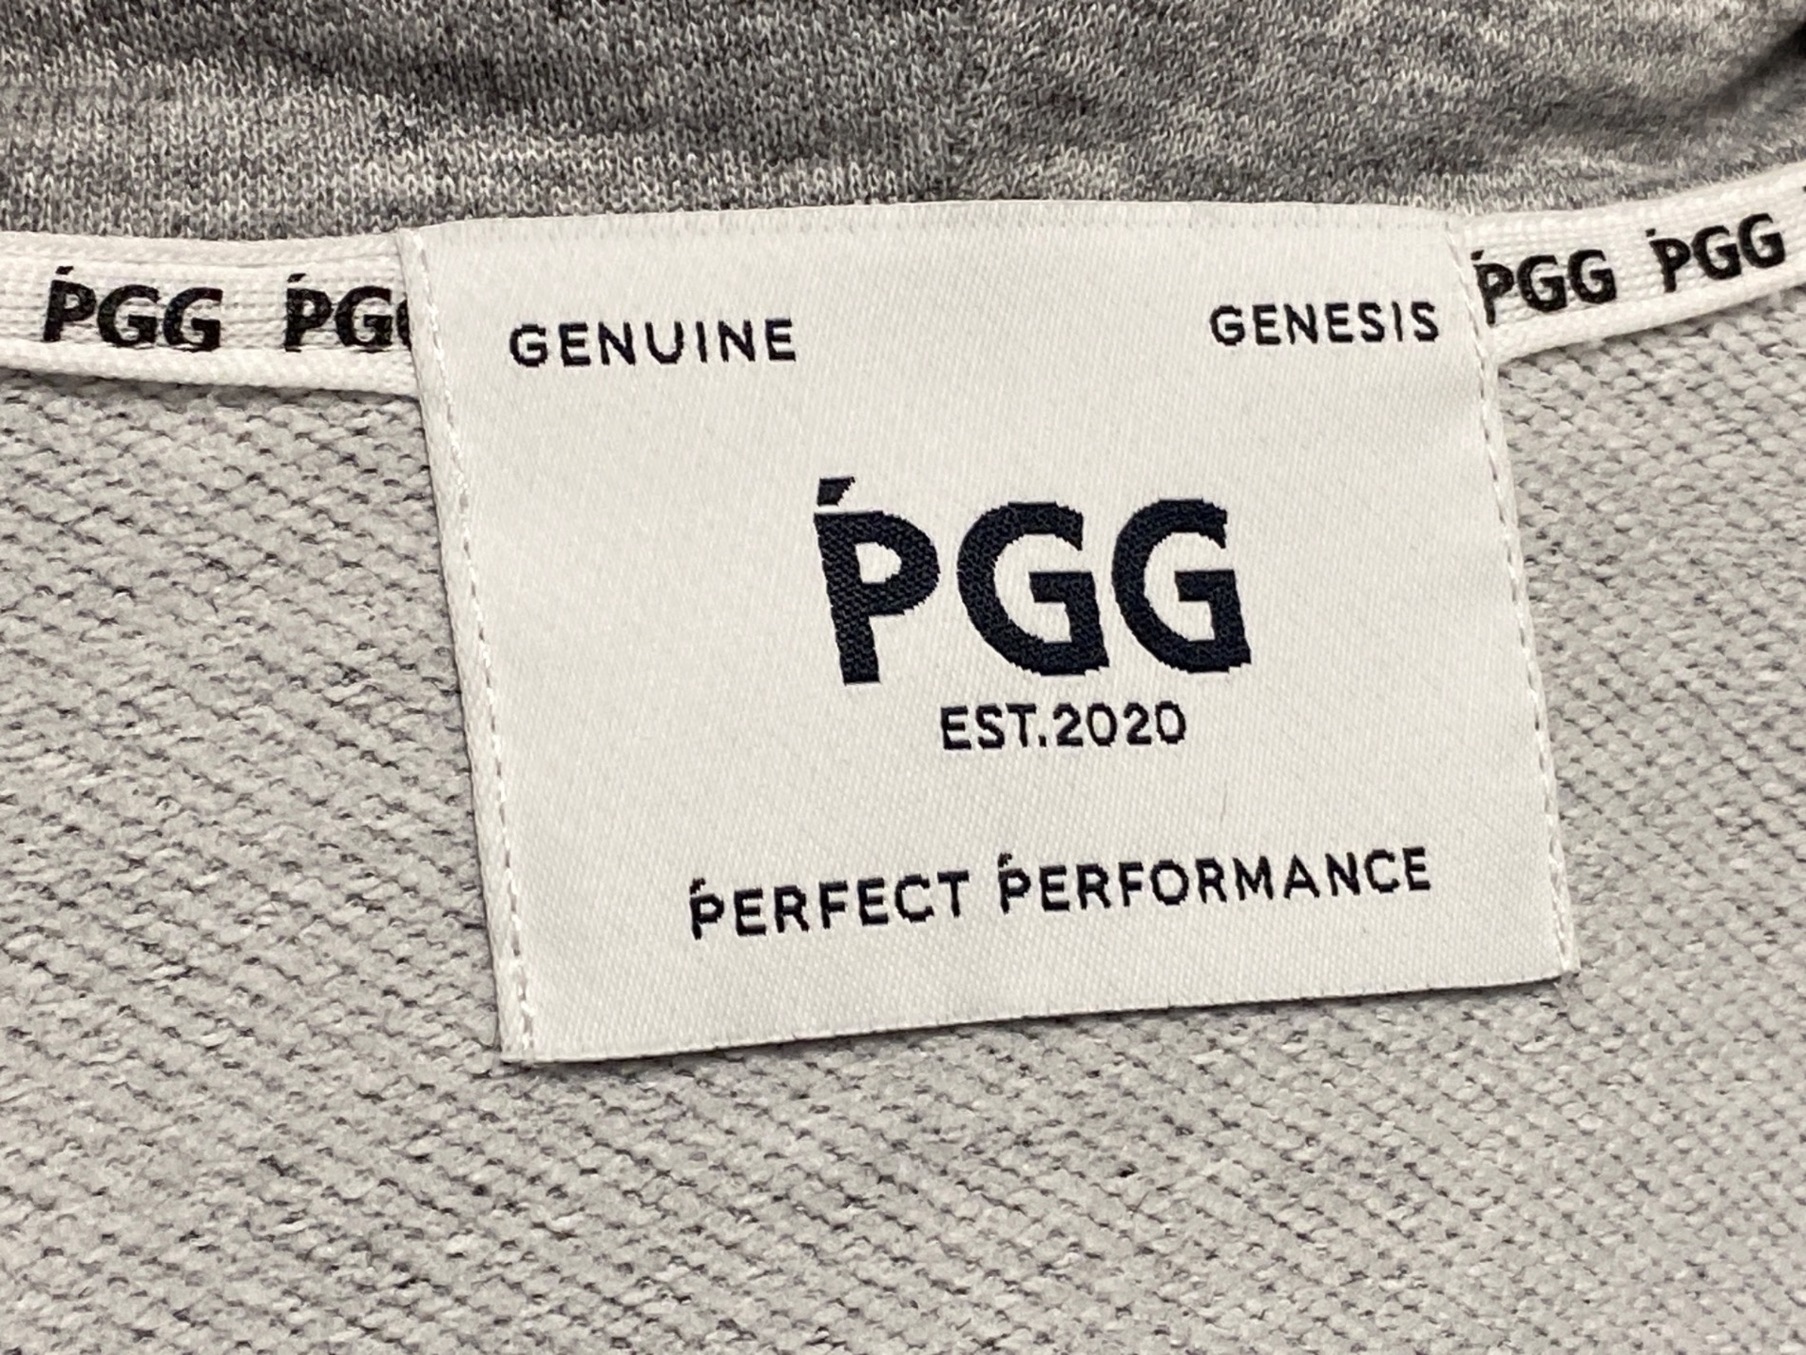 ṔGG ṔGG ṔGG ṔGG
GENUINE GENESIS
ṔGG
EST.2020
ṔERFECT ṔERFORMANCE